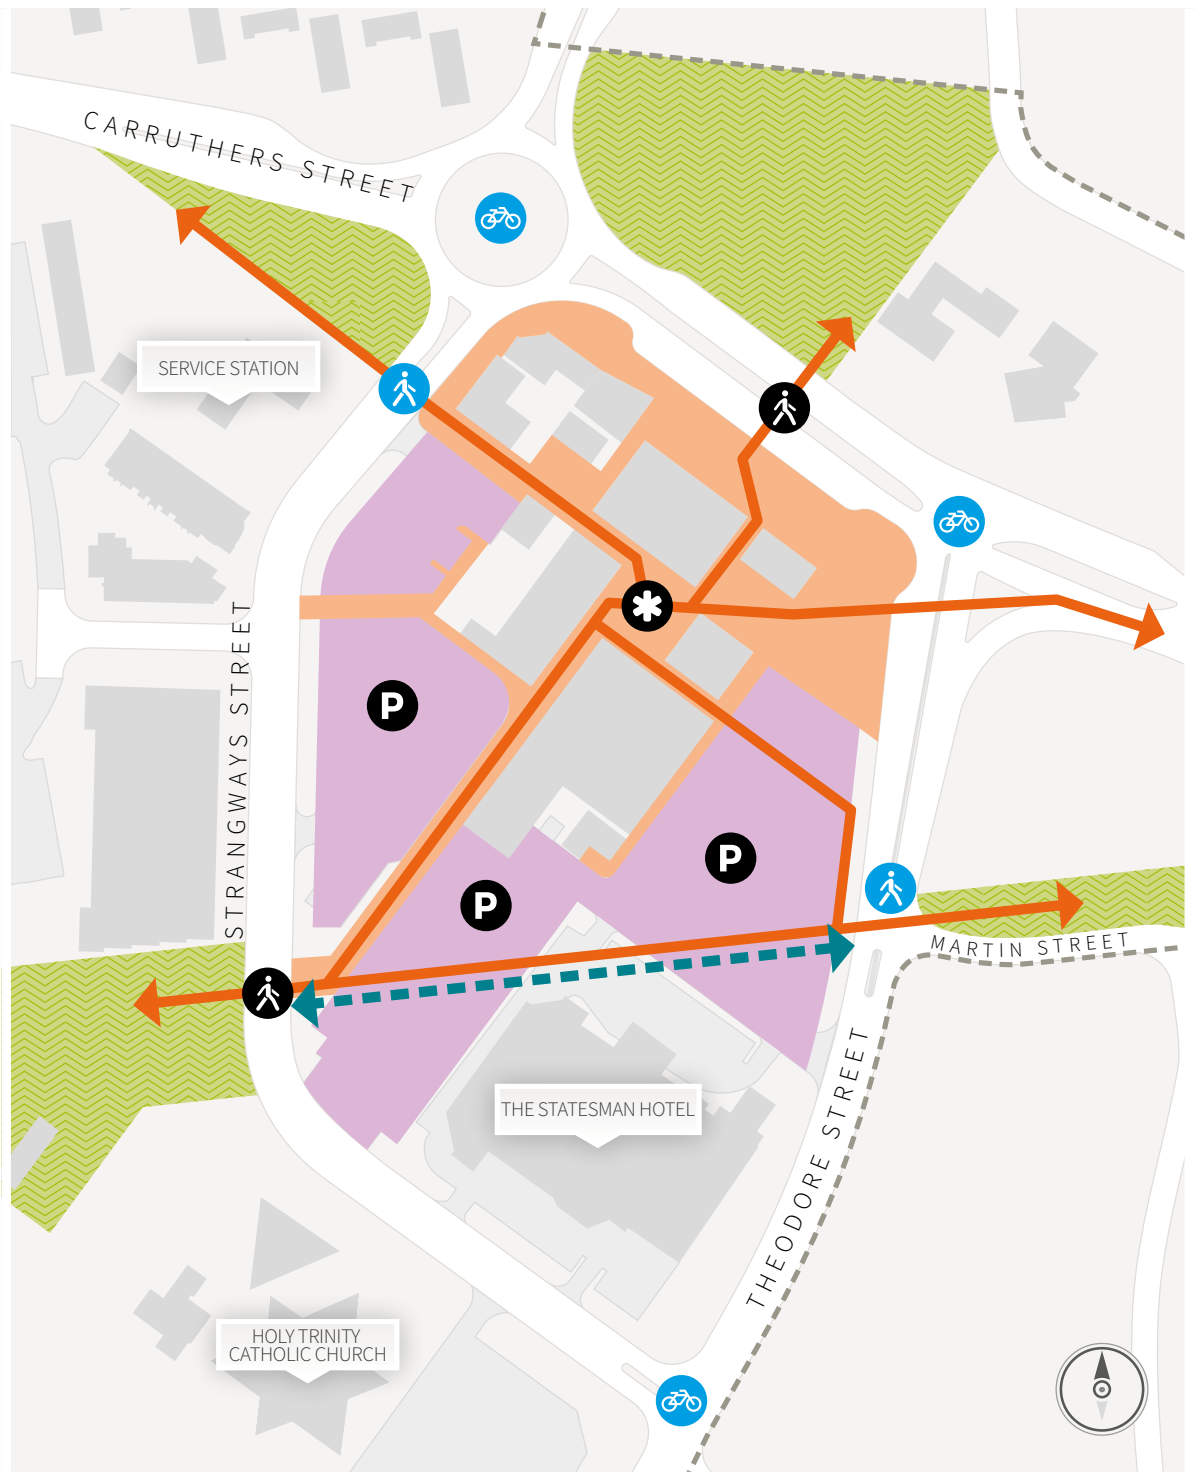 CARRUTHERS STREET
SERVICE STATION
STRANGWAYS STREET
P
P
P
MARTIN STREET
THE STATESMAN HOTEL
THEODORE STREET
HOLY TRINITY
CATHOLIC CHURCH